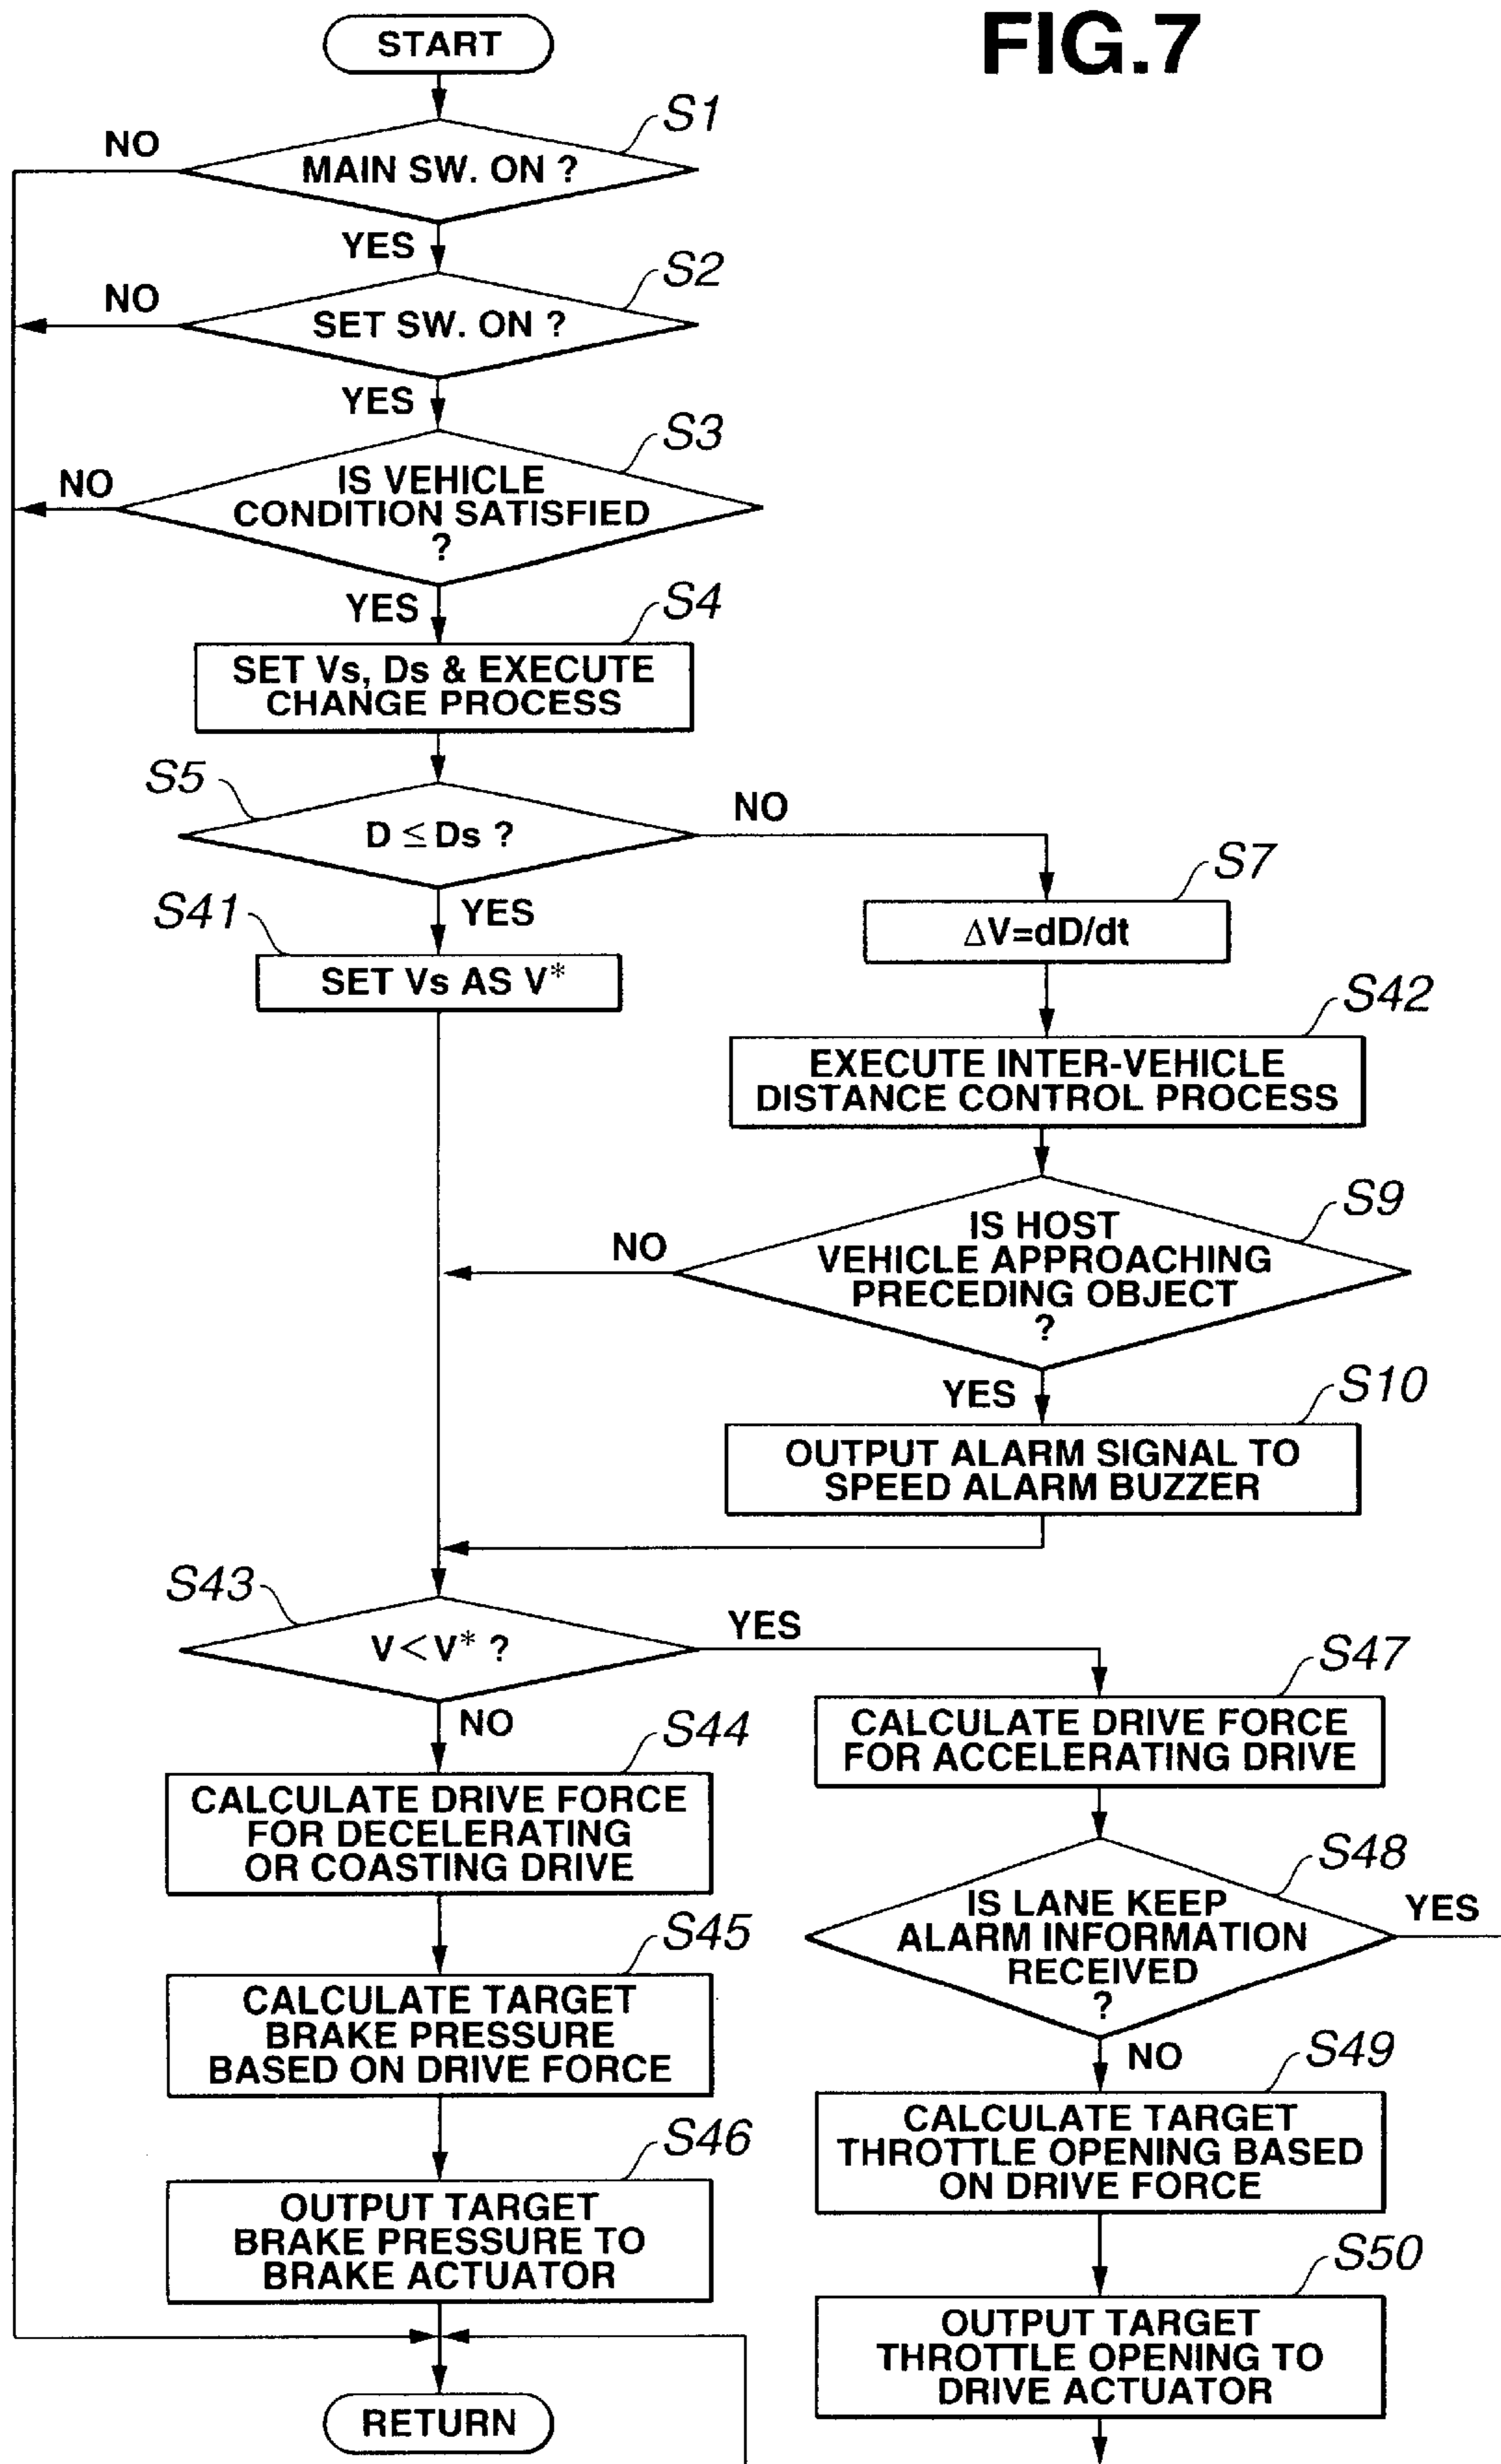 FIG.7
START
S1
NO
MAIN SW. ON ?
YES
S2
NO
SET SW. ON ?
YES
S3
NO
IS VEHICLE
CONDITION SATISFIED
?
YES
S4
SET Vs, Ds & EXECUTE
CHANGE PROCESS
S5
D ≤ Ds ?
NO
YES
S41
SET Vs AS V*
S7
ΔV=dD/dt
S42
EXECUTE INTER-VEHICLE
DISTANCE CONTROL PROCESS
S9
NO
IS HOST
VEHICLE APPROACHING
PRECEDING OBJECT
?
YES
S10
OUTPUT ALARM SIGNAL TO
SPEED ALARM BUZZER
S43
V<V* ?
YES
NO
S44
CALCULATE DRIVE FORCE
FOR DECELERATING
OR COASTING DRIVE
S45
CALCULATE TARGET
BRAKE PRESSURE
BASED ON DRIVE FORCE
S46
OUTPUT TARGET
BRAKE PRESSURE TO
BRAKE ACTUATOR
RETURN
S47
CALCULATE DRIVE FORCE
FOR ACCELERATING DRIVE
S48
IS LANE KEEP
ALARM INFORMATION
RECEIVED
?
YES
NO
S49
CALCULATE TARGET
THROTTLE OPENING BASED
ON DRIVE FORCE
S50
OUTPUT TARGET
THROTTLE OPENING TO
DRIVE ACTUATOR